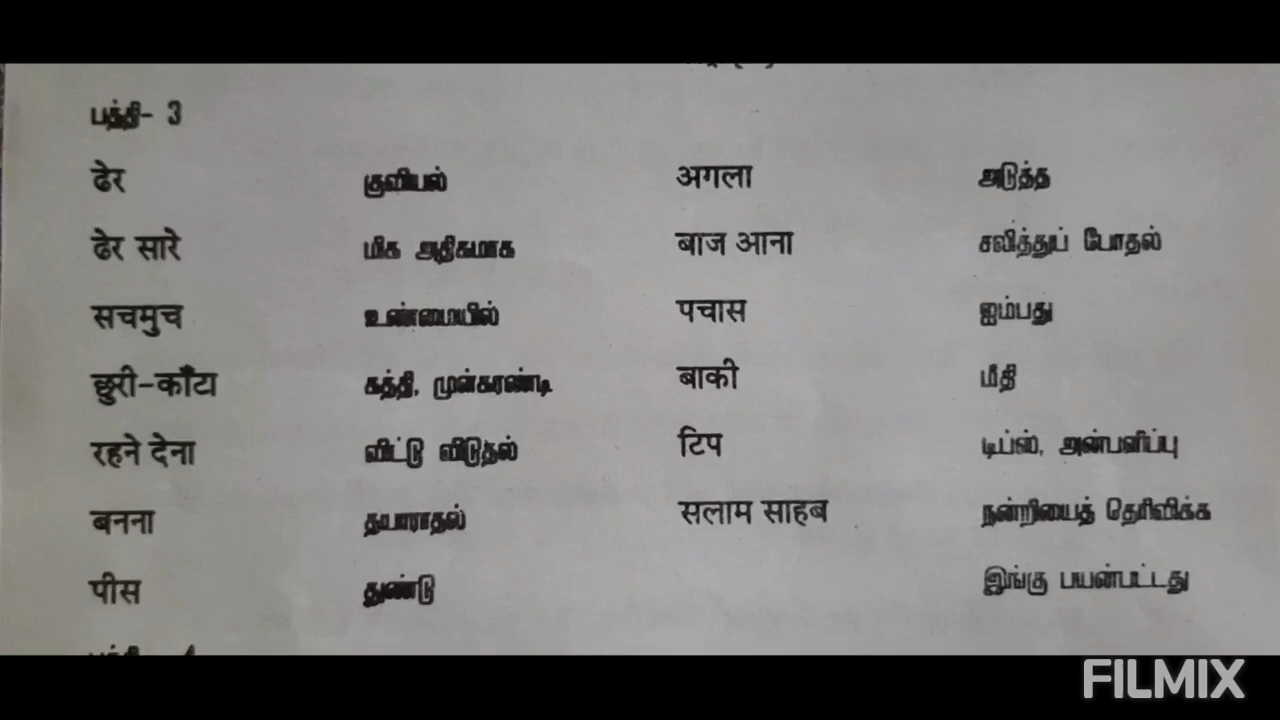 பத்தி- 3
ढेर குவியல் अगला அடுத்த
ढेर सारे மிக அதிகமாக बाज आना சலித்துப் போதல்
सचमुच உண்மையில் पचास ஐம்பது
छुरी-काँटा கத்தி, முள்கரண்டி बाकी மீதி
रहने देना விட்டு விடுதல் टिप டிப்ஸ், அன்பளிப்பு
बनना தயாராதல் सलाम साहब நன்றியைத் தெரிவிக்க
पीस துண்டு இங்கு பயன்பட்டது
FILMIX